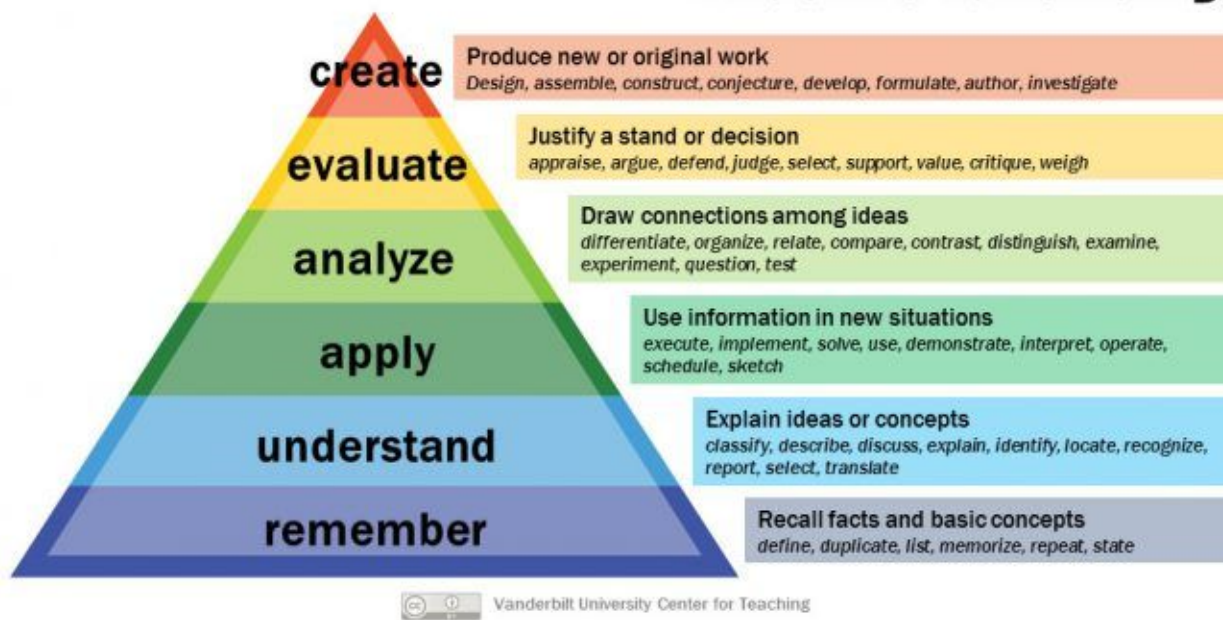 create
Produce new or original work
Design, assemble, construct, conjecture, develop, formulate, author, investigate
evaluate
Justify a stand or decision
appraise, argue, defend, judge, select, support, value, critique, weigh
analyze
Draw connections among ideas
differentiate, organize, relate, compare, contrast, distinguish, examine,
experiment, question, test
apply
Use information in new situations
execute, implement, solve, use, demonstrate, interpret, operate,
schedule, sketch
understand
Explain ideas or concepts
classify, describe, discuss, explain, identify, locate, recognize,
report, select, translate
remember
Recall facts and basic concepts
define, duplicate, list, memorize, repeat, state
cc
Vanderbilt University Center for Teaching